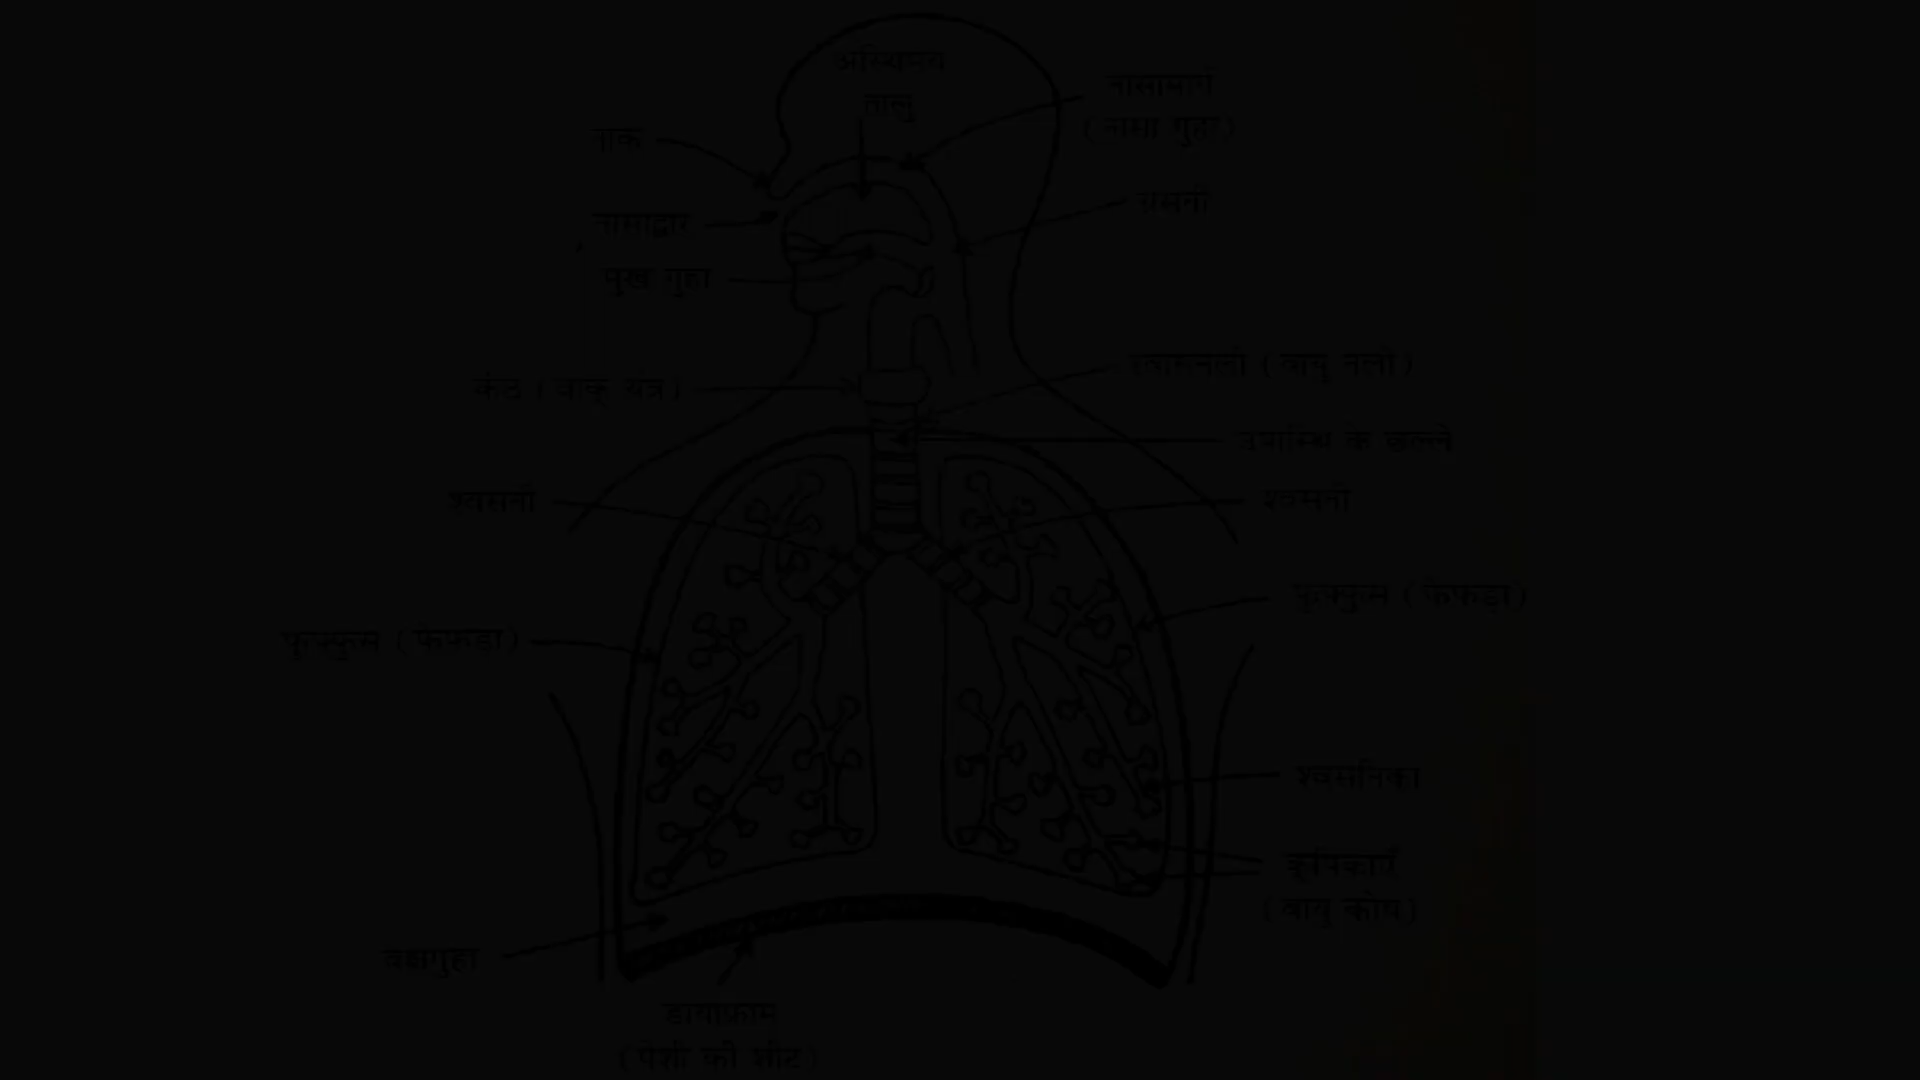 अस्थिमय
तालु
नासामार्ग
(नासा गुहा)
नाक
ग्रसनी
नासाद्वार
मुख गुहा
श्वासनली (वायु नली)
कंठ (वाक् यंत्र)
उपास्थि के छल्ले
श्वसनी
श्वसनी
फुफ्फुस (फेफड़ा)
फुफ्फुस (फेफड़ा)
श्वसनिका
कूपिकाएँ
(वायु कोष)
वक्षगुहा
डायाफ्राम
(पेशी की शीट)